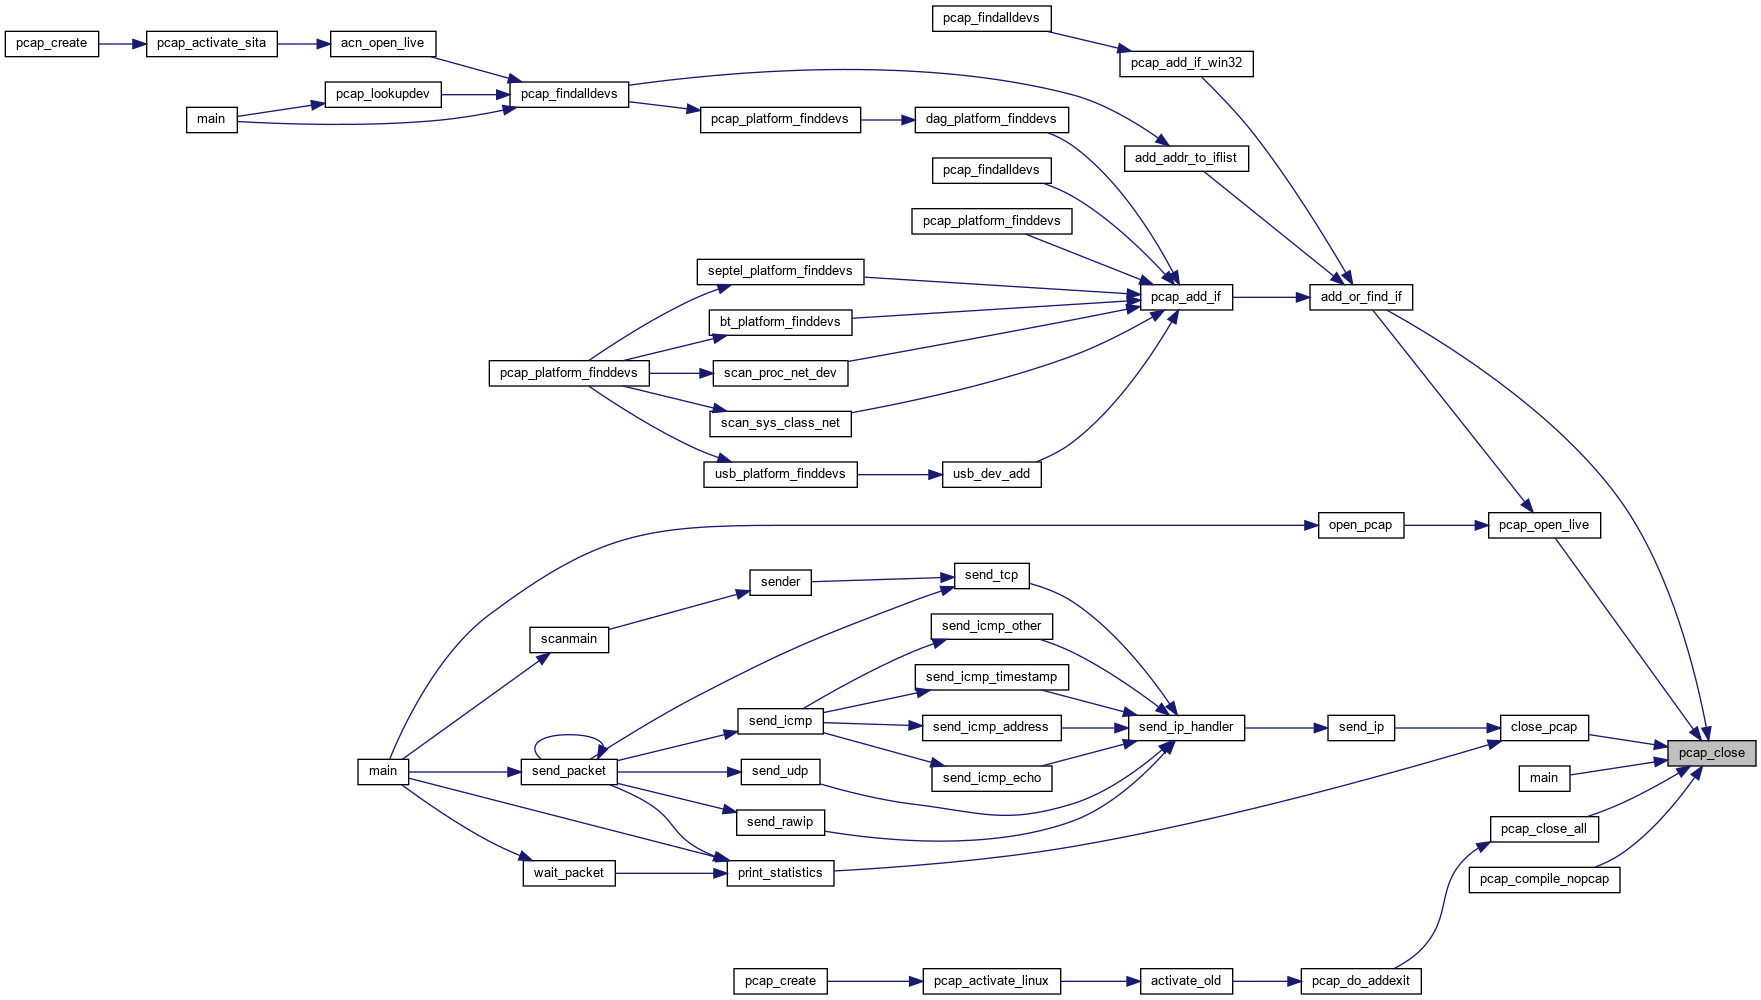 pcap_findalldevs
pcap_create
pcap_activate_sita
acn_open_live
pcap_add_if_win32
pcap_lookupdev
pcap_findalldevs
main
pcap_platform_finddevs
dag_platform_finddevs
add_addr_to_iflist
pcap_findalldevs
pcap_platform_finddevs
septel_platform_finddevs
pcap_add_if
add_or_find_if
bt_platform_finddevs
pcap_platform_finddevs
scan_proc_net_dev
scan_sys_class_net
usb_platform_finddevs
usb_dev_add
open_pcap
pcap_open_live
sender
send_tcp
scanmain
send_icmp_other
send_icmp_timestamp
send_icmp
send_icmp_address
send_ip_handler
send_ip
close_pcap
pcap_close
main
send_packet
send_udp
send_icmp_echo
main
send_rawip
pcap_close_all
wait_packet
print_statistics
pcap_compile_nopcap
pcap_create
pcap_activate_linux
activate_old
pcap_do_addexit